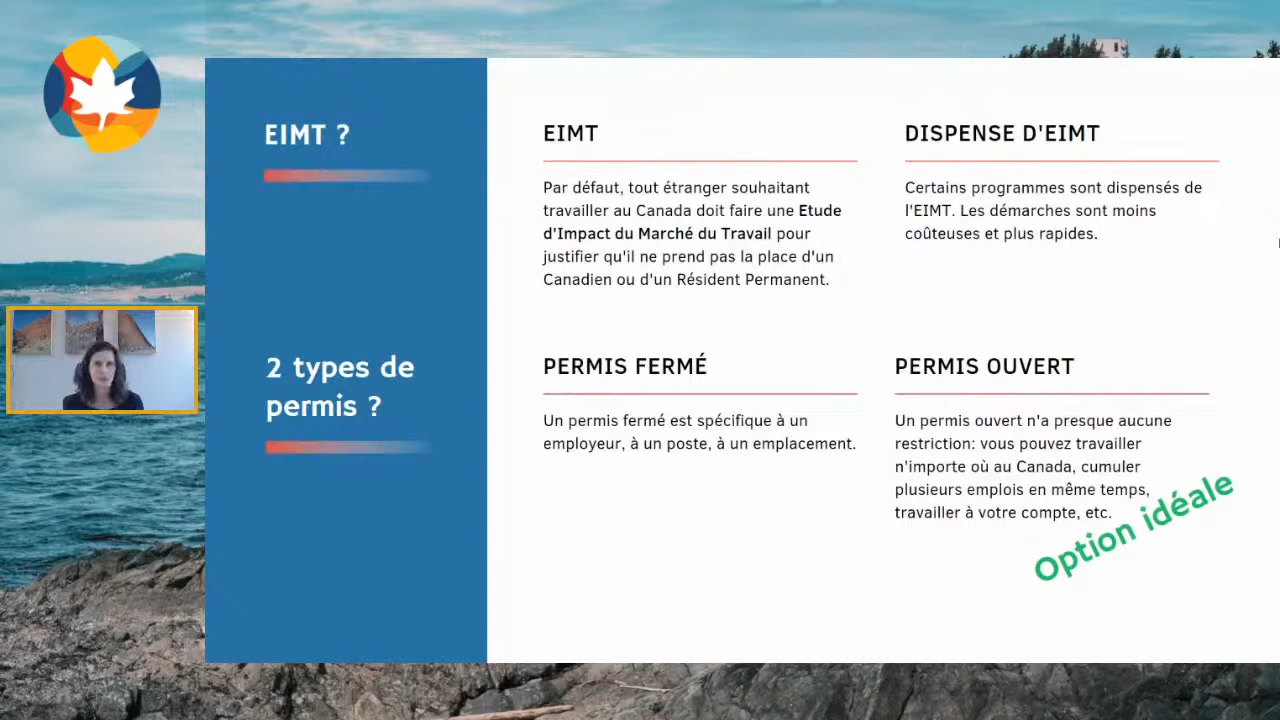 EIMT ?
EIMT
Par défaut, tout étranger souhaitant
travailler au Canada doit faire une Etude
d'Impact du Marché du Travail pour
justifier qu'il ne prend pas la place d'un
Canadien ou d'un Résident Permanent.
DISPENSE D'EIMT
Certains programmes sont dispensés de
l'EIMT. Les démarches sont moins
coûteuses et plus rapides.
2 types de
permis ?
PERMIS FERMÉ
Un permis fermé est spécifique à un
employeur, à un poste, à un emplacement.
PERMIS OUVERT
Un permis ouvert n'a presque aucune
restriction: vous pouvez travailler
n'importe où au Canada, cumuler
plusieurs emplois en même temps,
travailler à votre compte, etc.
Option idéale